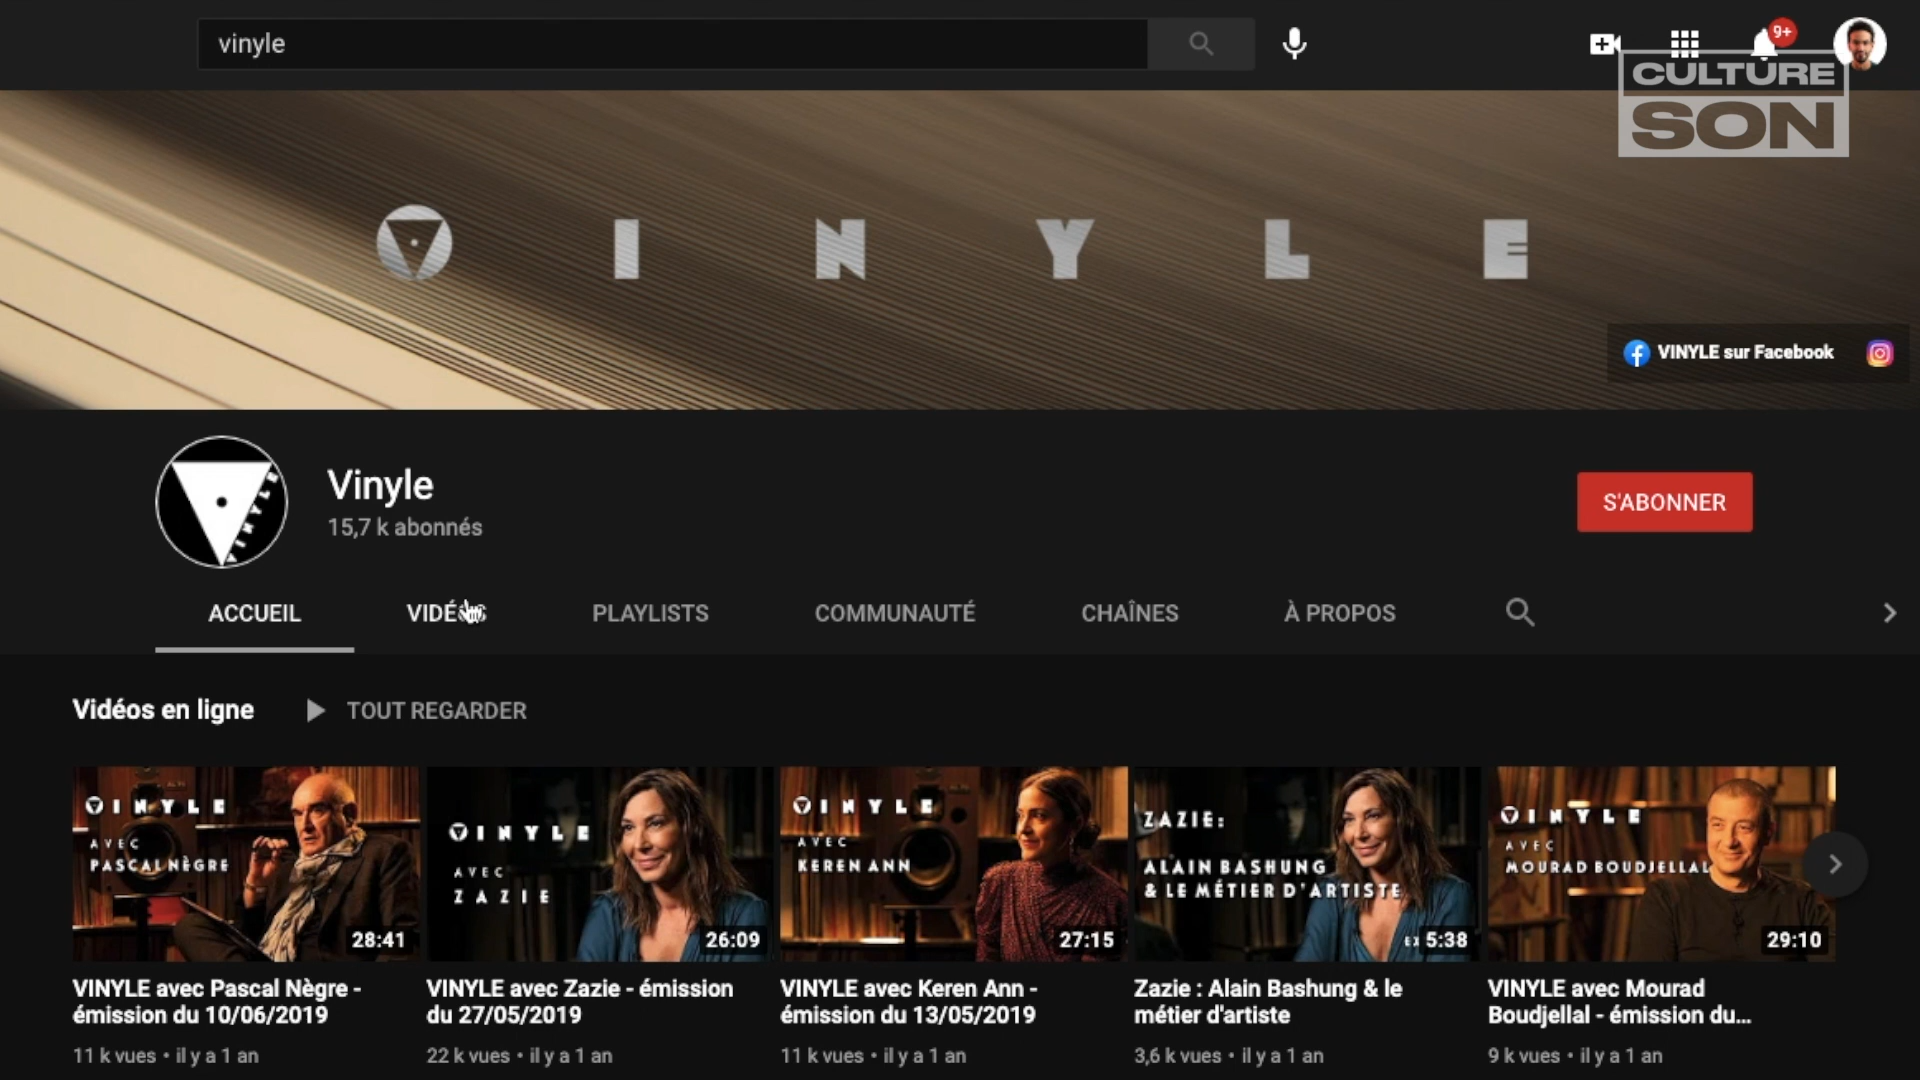 vinyle
9+
CULTURE
SON
VINYLE
VINYLE sur Facebook
VINYLE
Vinyle
15,7 k abonnés
S'ABONNER
ACCUEIL
VIDÉOS
PLAYLISTS
COMMUNAUTÉ
CHAÎNES
À PROPOS
Vidéos en ligne
TOUT REGARDER
VINYLE
AVEC
PASCAL NÈGRE
28:41
VINYLE
AVEC
ZAZIE
26:09
VINYLE
AVEC
KEREN ANN
27:15
ZAZIE:
ALAIN BASHUNG
& LE MÉTIER D'ARTISTE
5:38
VINYLE
AVEC
MOURAD BOUDJELLAL
29:10
VINYLE avec Pascal Nègre -
émission du 10/06/2019
11 k vues • il y a 1 an
VINYLE avec Zazie - émission
du 27/05/2019
22 k vues • il y a 1 an
VINYLE avec Keren Ann -
émission du 13/05/2019
11 k vues • il y a 1 an
Zazie : Alain Bashung & le
métier d'artiste
3,6 k vues • il y a 1 an
VINYLE avec Mourad
Boudjellal - émission du...
9 k vues • il y a 1 an